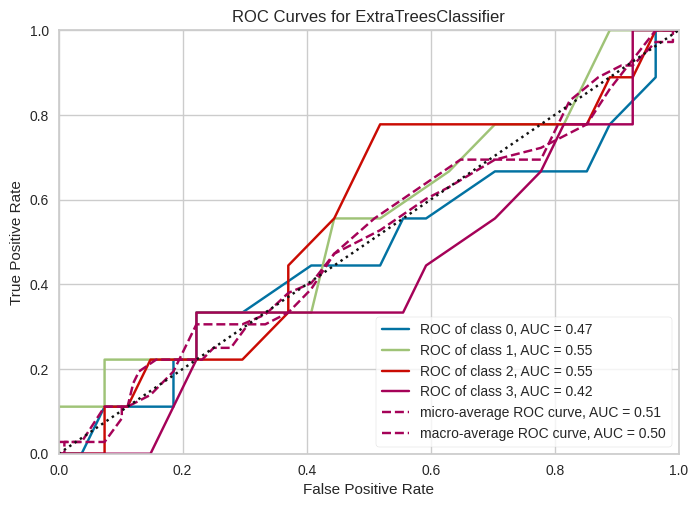 ROC Curves for ExtraTreesClassifier
True Positive Rate
1.0
0.8
0.6
0.4
0.2
0.0
ROC of class 0, AUC = 0.47
ROC of class 1, AUC = 0.55
ROC of class 2, AUC = 0.55
ROC of class 3, AUC = 0.42
micro-average ROC curve, AUC = 0.51
macro-average ROC curve, AUC = 0.50
0.0 0.2 0.4 0.6 0.8 1.0
False Positive Rate